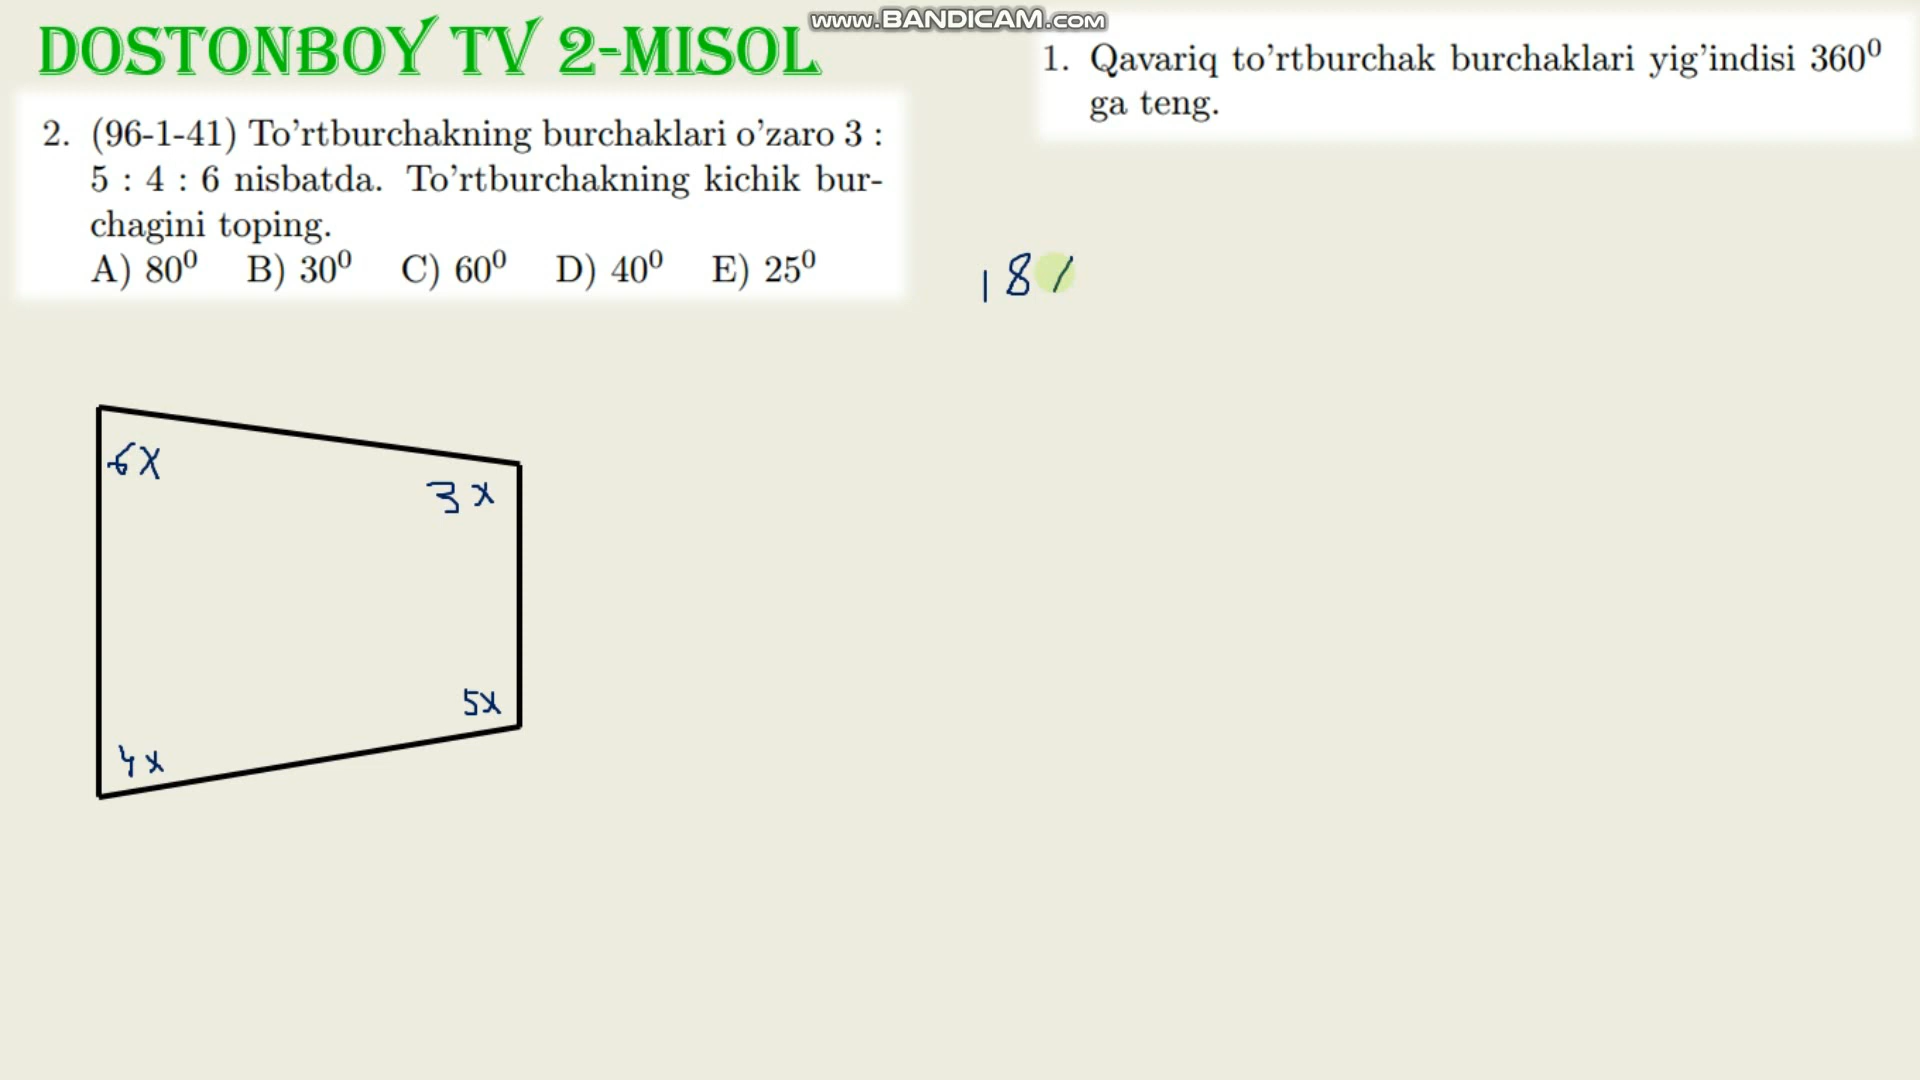 www.BANDICAM.com
DOSTONBOY TV 2-MISOL
1. Qavariq to’rtburchak burchaklari yig’indisi 360⁰
ga teng.
2. (96-1-41) To’rtburchakning burchaklari o’zaro 3 :
5 : 4 : 6 nisbatda. To’rtburchakning kichik bur-
chagini toping.
A) 80⁰ B) 30⁰ C) 60⁰ D) 40⁰ E) 25⁰
18
6x
3x
5x
4x